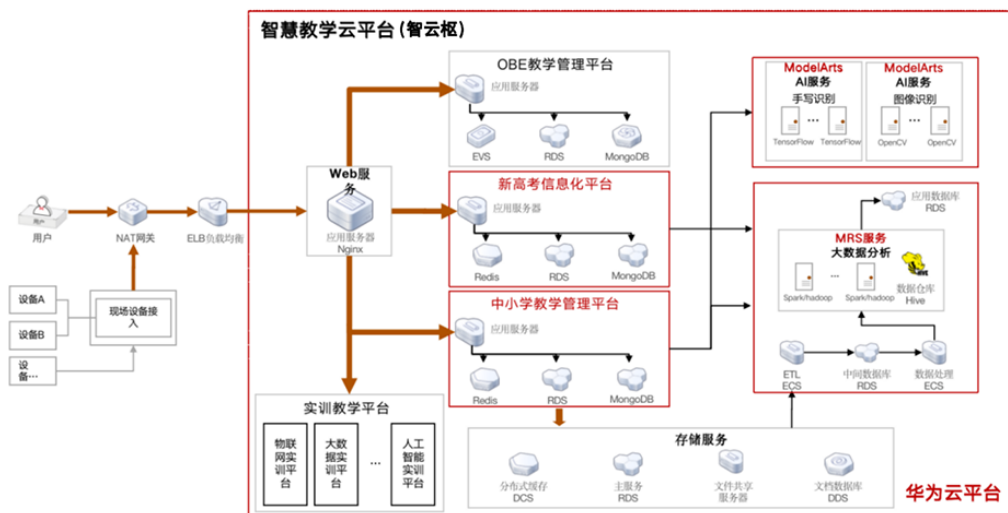 智慧教学云平台(智云枢)
OBE教学管理平台
应用服务器
EVS
RDS
MongoDB
ModelArts
AI服务
手写识别
...
TensorFlow
TensorFlow
ModelArts
AI服务
图像识别
...
OpenCV
OpenCV
Web服
务
应用服务器
Nginx
新高考信息化平台
应用服务器
Redis
RDS
MongoDB
用户
用户
NAT网关
ELB负载均衡
应用数据库
RDS
MRS服务
大数据分析
...
Spark/hadoop
Spark/hadoop
数据仓库
Hive
设备A
设备B
设
备...
现场设备接
入
中小学教学管理平台
应用服务器
Redis
RDS
MongoDB
ETL
ECS
中间数据库
RDS
数据处理
ECS
实训教学平台
物联
网实
训平
台
大数
据实
训平
台
...
人工
智能
实训
平台
存储服务
分布式缓存
DCS
主服务
RDS
文件共享
服务器
文档数据库
DDS
华为云平台